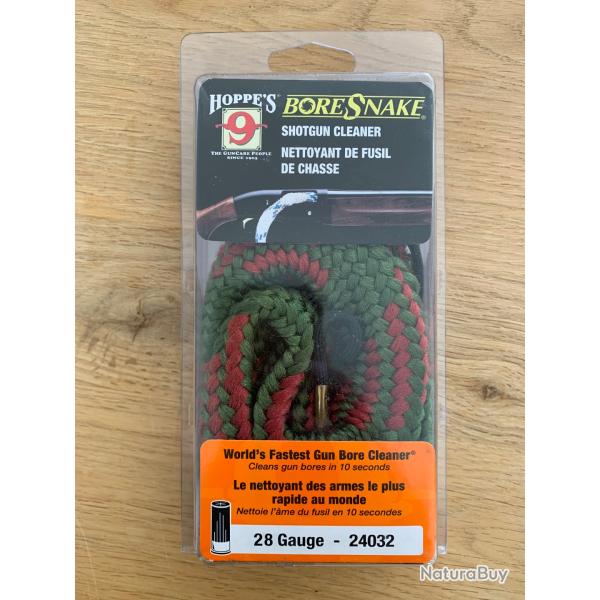 HOPPE'S®
9
THE GUNCARE PEOPLE
SINCE 1903
BORESNAKE®
SHOTGUN CLEANER
NETTOYANT DE FUSIL
DE CHASSE
World's Fastest Gun Bore Cleaner®
Cleans gun bores in 10 seconds
Le nettoyant des armes le plus
rapide au monde
Nettoie l'âme du fusil en 10 secondes
28 Gauge - 24032
NaturaBuy